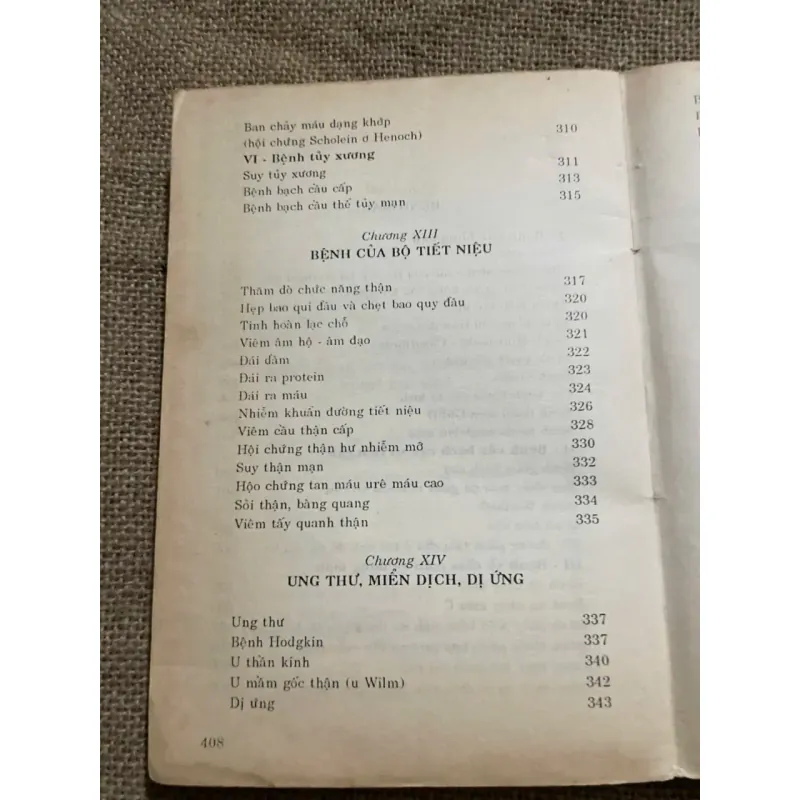 Ban chảy máu dạng khớp
(hội chứng Scholein ơ Henoch) 310
VI - Bệnh tủy xương
Suy tủy xương 311
Bệnh bạch cầu cấp 313
Bệnh bạch cầu thể tủy mạn 315
Chương XIII
BỆNH CỦA BỘ TIẾT NIỆU
Thăm dò chức năng thận 317
Hẹp bao qui đầu và chẹt bao quy đầu 320
Tinh hoàn lạc chỗ 320
Viêm âm hộ - âm đạo 321
Đái dầm 322
Đái ra protein 323
Đái ra máu 324
Nhiễm khuẩn đường tiết niệu 326
Viêm cầu thận cấp 328
Hội chứng thận hư nhiễm mỡ 330
Suy thận mạn 332
Hộo chứng tan máu urê máu cao 333
Sỏi thận, bàng quang 334
Viêm tấy quanh thận 335
Chương XIV
UNG THƯ, MIỄN DỊCH, DỊ ỨNG
Ung thư 337
Bệnh Hodgkin 337
U thần kính 340
U mầm gốc thận (u Wilm) 342
Dị ứng 343
408